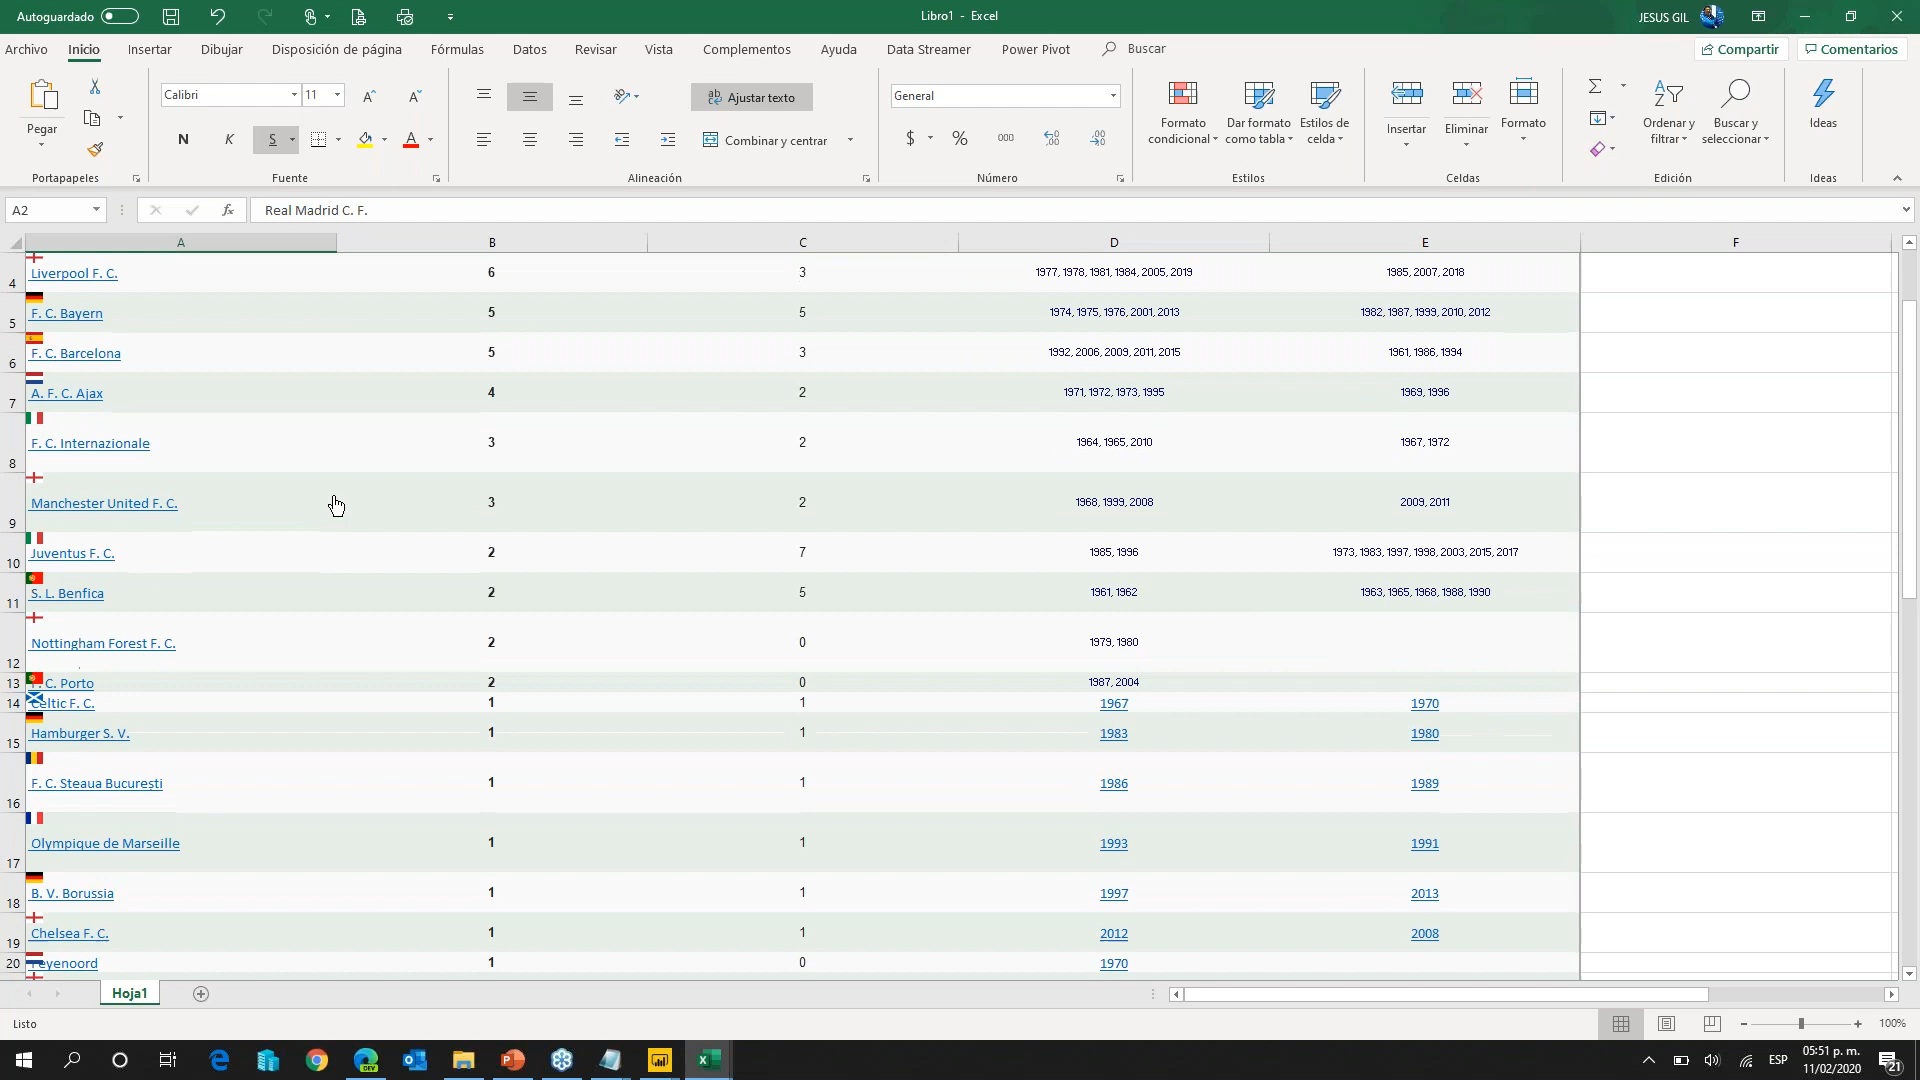 Autoguardado
Libro1 - Excel
JESUS GIL
Archivo Inicio Insertar Dibujar Disposición de página Fórmulas Datos Revisar Vista Complementos Ayuda Data Streamer Power Pivot Buscar
Compartir Comentarios
Pegar
Calibri 11
N K S
Ajustar texto
Combinar y centrar
General
$ % 000
Formato condicional
Dar formato como tabla
Estilos de celda
Insertar Eliminar Formato
Ordenar y filtrar
Buscar y seleccionar
Ideas
Portapapeles Fuente Alineación Número Estilos Celdas Edición Ideas
A2 fx Real Madrid C. F.
A B C D E F
4 Liverpool F. C. 6 3 1977, 1978, 1981, 1984, 2005, 2019 1985, 2007, 2018
5 F. C. Bayern 5 5 1974, 1975, 1976, 2001, 2013 1982, 1987, 1999, 2010, 2012
6 F. C. Barcelona 5 3 1992, 2006, 2009, 2011, 2015 1961, 1986, 1994
7 A. F. C. Ajax 4 2 1971, 1972, 1973, 1995 1969, 1996
8 F. C. Internazionale 3 2 1964, 1965, 2010 1967, 1972
9 Manchester United F. C. 3 2 1968, 1999, 2008 2009, 2011
10 Juventus F. C. 2 7 1985, 1996 1973, 1983, 1997, 1998, 2003, 2015, 2017
11 S. L. Benfica 2 5 1961, 1962 1963, 1965, 1968, 1988, 1990
12 Nottingham Forest F. C. 2 0 1979, 1980
13 F. C. Porto 2 0 1987, 2004
14 Celtic F. C. 1 1 1967 1970
15 Hamburger S. V. 1 1 1983 1980
16 F. C. Steaua București 1 1 1986 1989
17 Olympique de Marseille 1 1 1993 1991
18 B. V. Borussia 1 1 1997 2013
19 Chelsea F. C. 1 1 2012 2008
20 Feyenoord 1 0 1970
Hoja1
Listo
100%
ESP
05:51 p. m.
11/02/2020
21